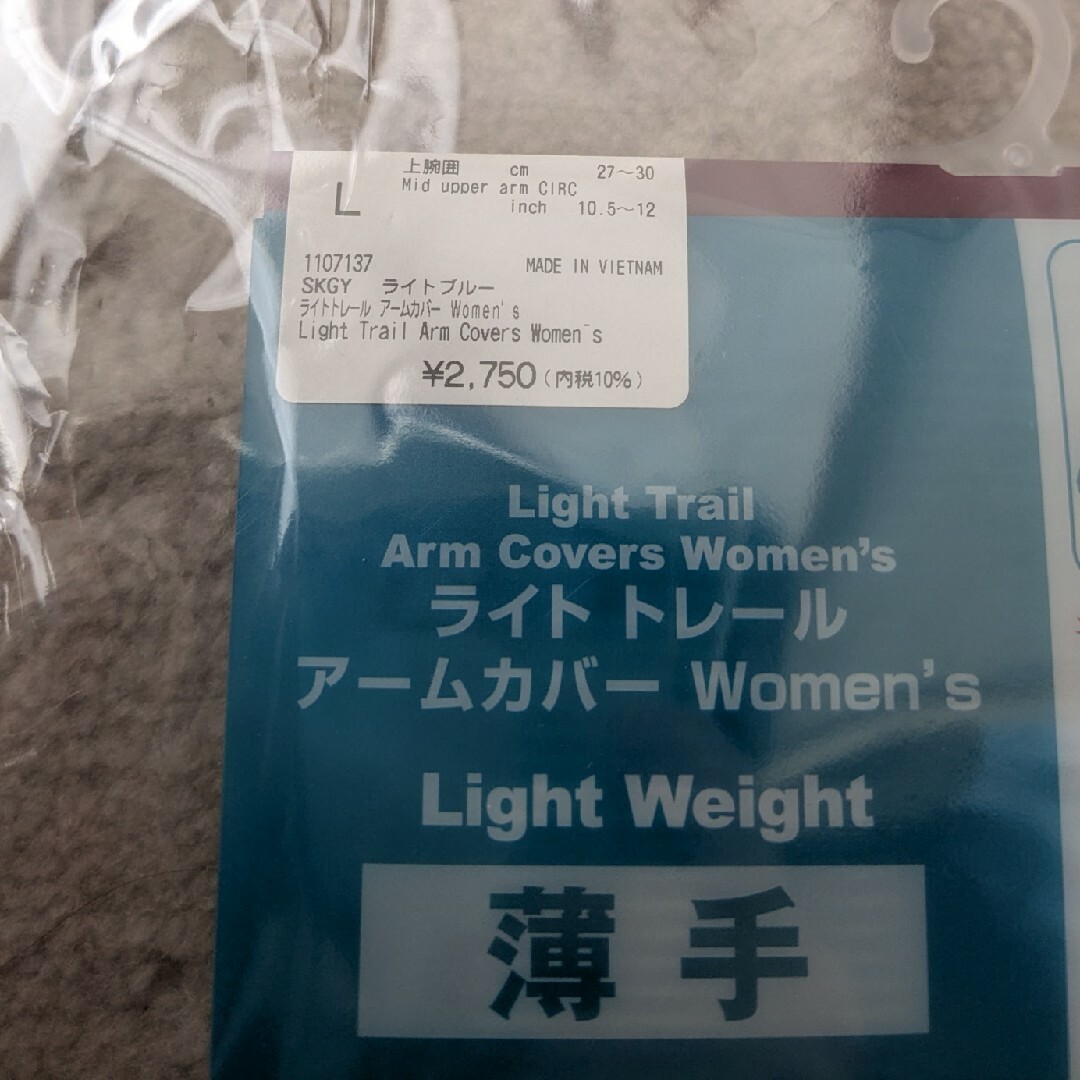 上腕囲 cm 27～30
L
Mid upper arm CIRC
inch 10.5～12
1107137 MADE IN VIETNAM
SKGY ライトブルー
ライトトレール アームカバー Women's
Light Trail Arm Covers Women's
¥2,750(内税10%)
Light Trail
Arm Covers Women's
ライト トレール
アームカバー Women's
Light Weight
薄手